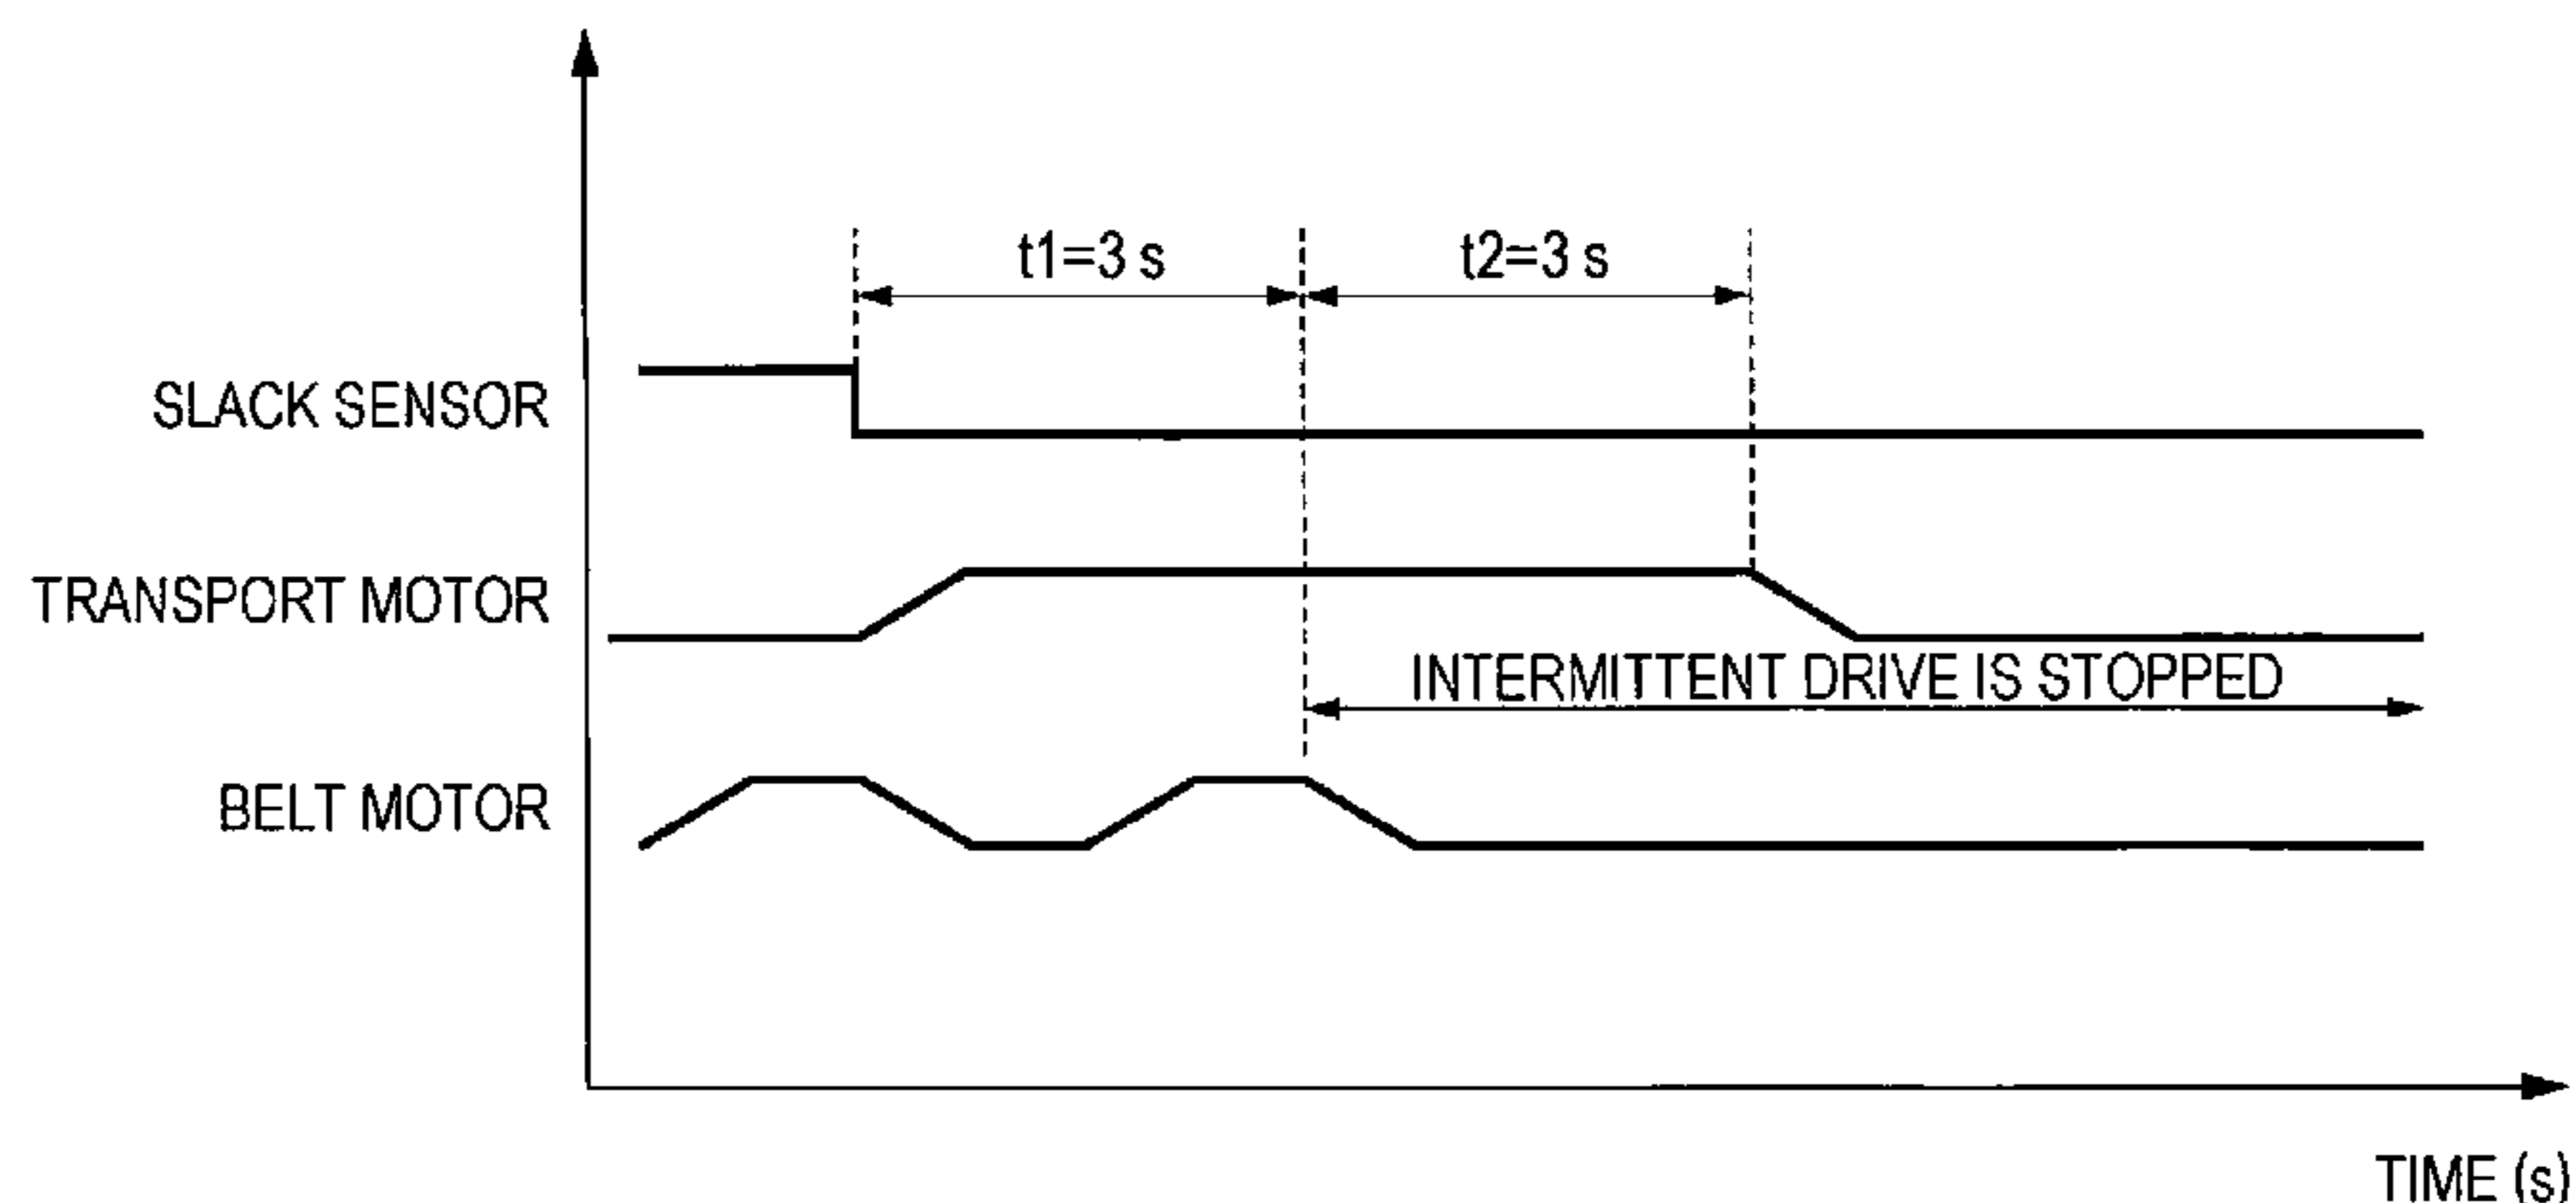 t1=3 s
t2=3 s
SLACK SENSOR
TRANSPORT MOTOR
INTERMITTENT DRIVE IS STOPPED
BELT MOTOR
TIME (s)